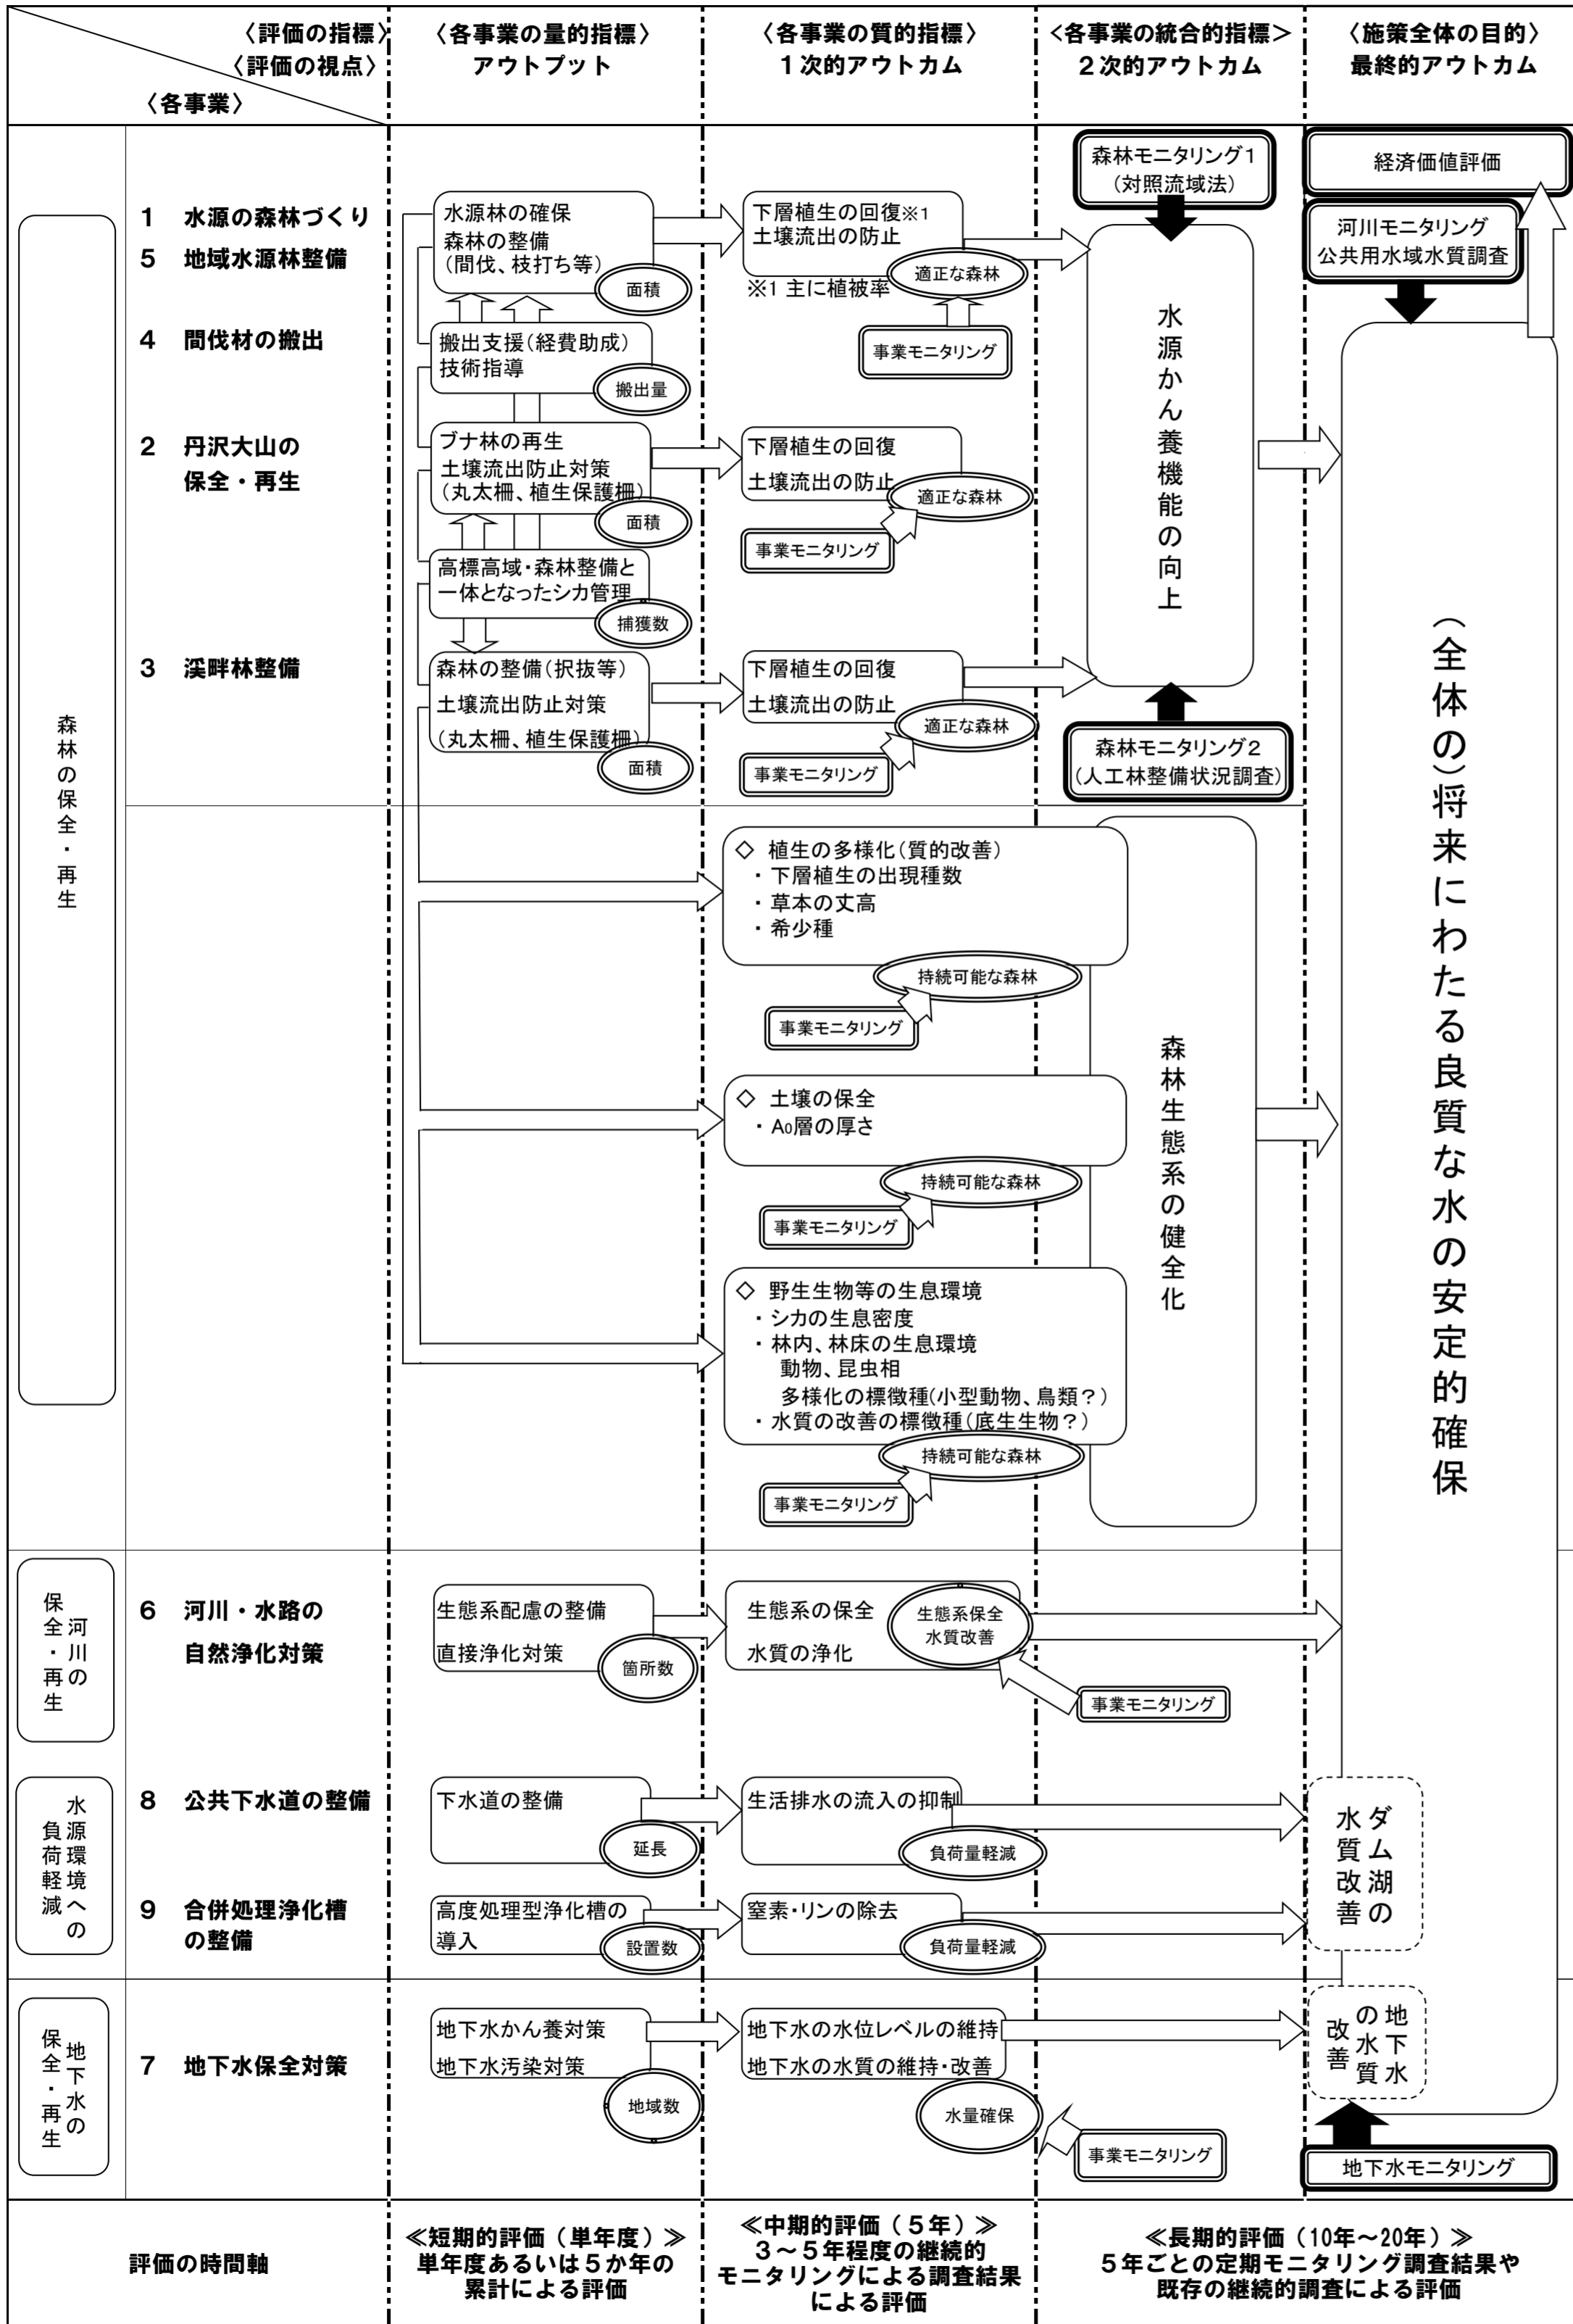 〈評価の指標〉
〈評価の視点〉
〈各事業〉
〈各事業の量的指標〉
アウトプット
〈各事業の質的指標〉
１次的アウトカム
＜各事業の統合的指標＞
２次的アウトカム
〈施策全体の目的〉
最終的アウトカム
森林の保全・再生
1 水源の森林づくり
5 地域水源林整備
水源林の確保
森林の整備
(間伐、枝打ち等)
面積
下層植生の回復※1
土壌流出の防止
適正な森林
※1 主に植被率
事業モニタリング
森林モニタリング1
(対照流域法)
水源かん養機能の向上
経済価値評価
河川モニタリング
公共用水域水質調査
4 間伐材の搬出
搬出支援(経費助成)
技術指導
搬出量
2 丹沢大山の
保全・再生
ブナ林の再生
土壌流出防止対策
(丸太柵、植生保護柵)
面積
下層植生の回復
土壌流出の防止
適正な森林
事業モニタリング
高標高域・森林整備と
一体となったシカ管理
捕獲数
3 渓畔林整備
森林の整備(択抜等)
土壌流出防止対策
(丸太柵、植生保護柵)
面積
下層植生の回復
土壌流出の防止
適正な森林
事業モニタリング
森林モニタリング2
(人工林整備状況調査)
(全体の)将来にわたる良質な水の安定的確保
◇ 植生の多様化(質的改善)
・下層植生の出現種数
・草本の丈高
・希少種
持続可能な森林
事業モニタリング
◇ 土壌の保全
・A0層の厚さ
持続可能な森林
事業モニタリング
◇ 野生生物等の生息環境
・シカの生息密度
・林内、林床の生息環境
動物、昆虫相
多様化の標徴種(小型動物、鳥類？)
・水質の改善の標徴種(底生生物？)
持続可能な森林
事業モニタリング
森林生態系の健全化
河川の
保全・再生
6 河川・水路の
自然浄化対策
生態系配慮の整備
直接浄化対策
箇所数
生態系の保全
水質の浄化
生態系保全
水質改善
事業モニタリング
水源環境への
負荷軽減
8 公共下水道の整備
下水道の整備
延長
生活排水の流入の抑制
負荷量軽減
ダム湖の
水質改善
9 合併処理浄化槽
の整備
高度処理型浄化槽の
導入
設置数
窒素・リンの除去
負荷量軽減
地下水の
保全・再生
7 地下水保全対策
地下水かん養対策
地下水汚染対策
地域数
地下水の水位レベルの維持
地下水の水質の維持・改善
水量確保
事業モニタリング
地下水
の水質
改善
地下水モニタリング
評価の時間軸
≪短期的評価（単年度）≫
単年度あるいは５か年の
累計による評価
≪中期的評価（５年）≫
３～５年程度の継続的
モニタリングによる調査結果
による評価
≪長期的評価（10年～20年）≫
５年ごとの定期モニタリング調査結果や
既存の継続的調査による評価